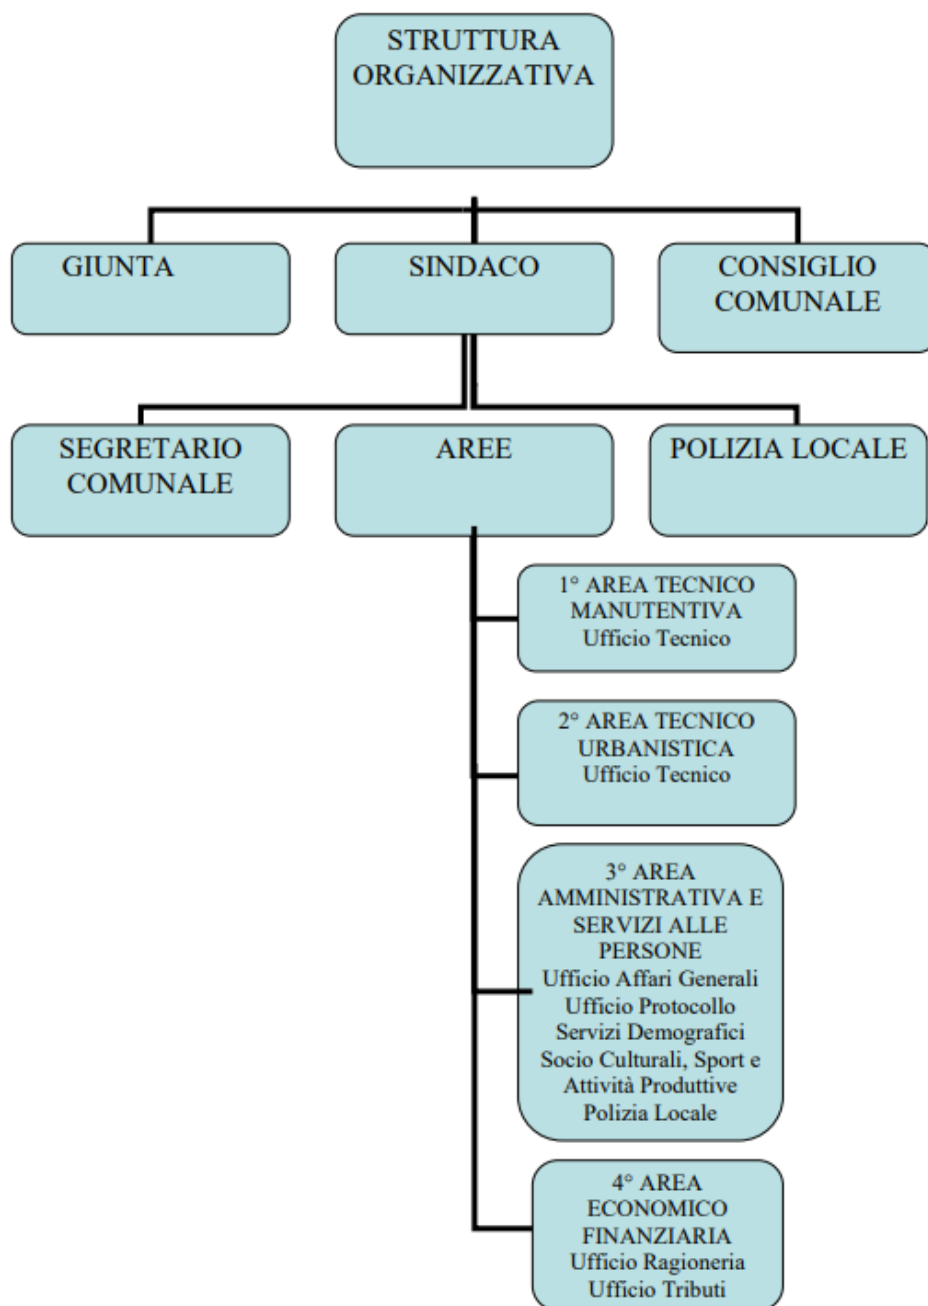 STRUTTURA
ORGANIZZATIVA
GIUNTA
SINDACO
CONSIGLIO
COMUNALE
SEGRETARIO
COMUNALE
AREE
POLIZIA LOCALE
1° AREA TECNICO
MANUTENTIVA
Ufficio Tecnico
2° AREA TECNICO
URBANISTICA
Ufficio Tecnico
3° AREA
AMMINISTRATIVA E
SERVIZI ALLE
PERSONE
Ufficio Affari Generali
Ufficio Protocollo
Servizi Demografici
Socio Culturali, Sport e
Attività Produttive
Polizia Locale
4° AREA
ECONOMICO
FINANZIARIA
Ufficio Ragioneria
Ufficio Tributi